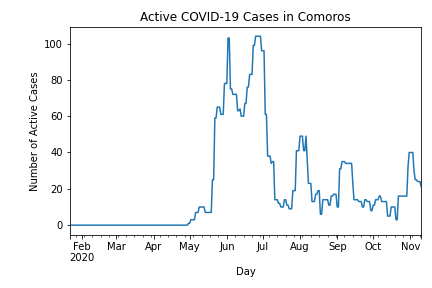 Active COVID-19 Cases in Comoros
100
80
60
40
20
0
Number of Active Cases
Feb Mar Apr May Jun Jul Aug Sep Oct Nov
2020
Day